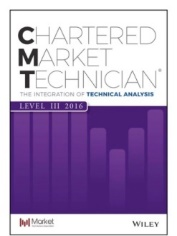 CHARTERED
MARKET
TECHNICIAN®
THE INTEGRATION OF TECHNICAL ANALYSIS
LEVEL III 2016
Market
WILEY